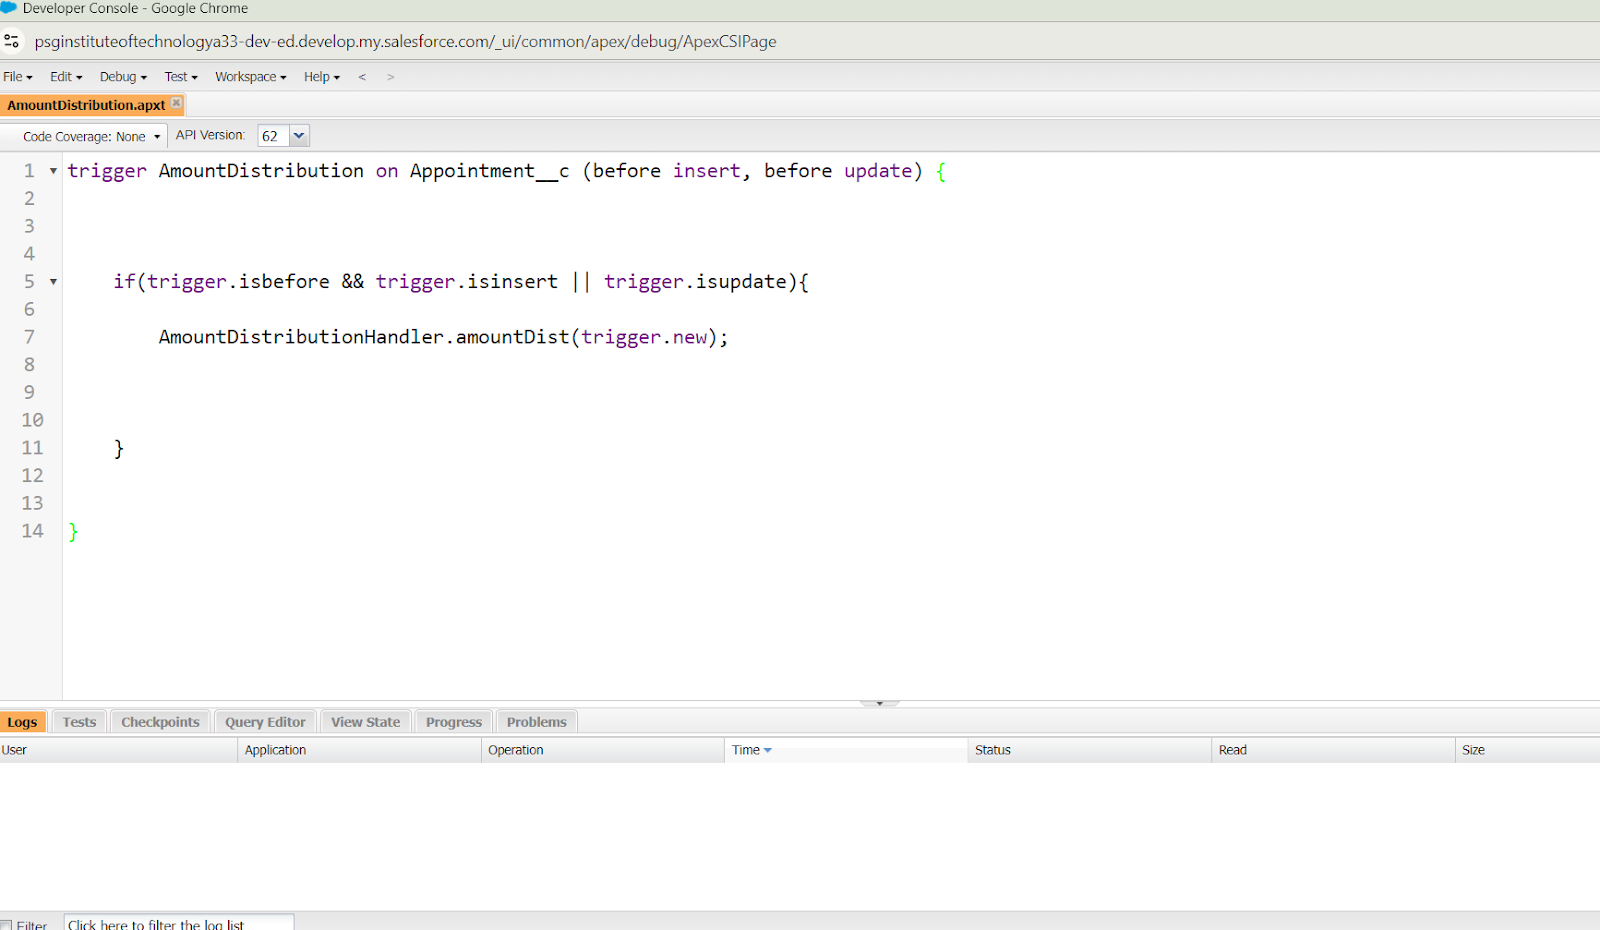 Developer Console - Google Chrome
psginstituteoftechnologya33-dev-ed.develop.my.salesforce.com/_ui/common/apex/debug/ApexCSIPage
File Edit Debug Test Workspace Help < >
AmountDistribution.apxt
Code Coverage: None API Version: 62
1 trigger AmountDistribution on Appointment__c (before insert, before update) {
2
3
4
5 if(trigger.isbefore && trigger.isinsert || trigger.isupdate){
6
7 AmountDistributionHandler.amountDist(trigger.new);
8
9
10
11 }
12
13
14 }
Logs Tests Checkpoints Query Editor View State Progress Problems
User Application Operation Time Status Read Size
Filter Click here to filter the log list